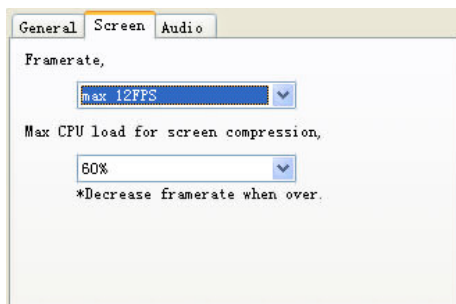 General Screen Audio
Framerate,
max 12FPS
Max CPU load for screen compression,
60%
*Decrease framerate when over.